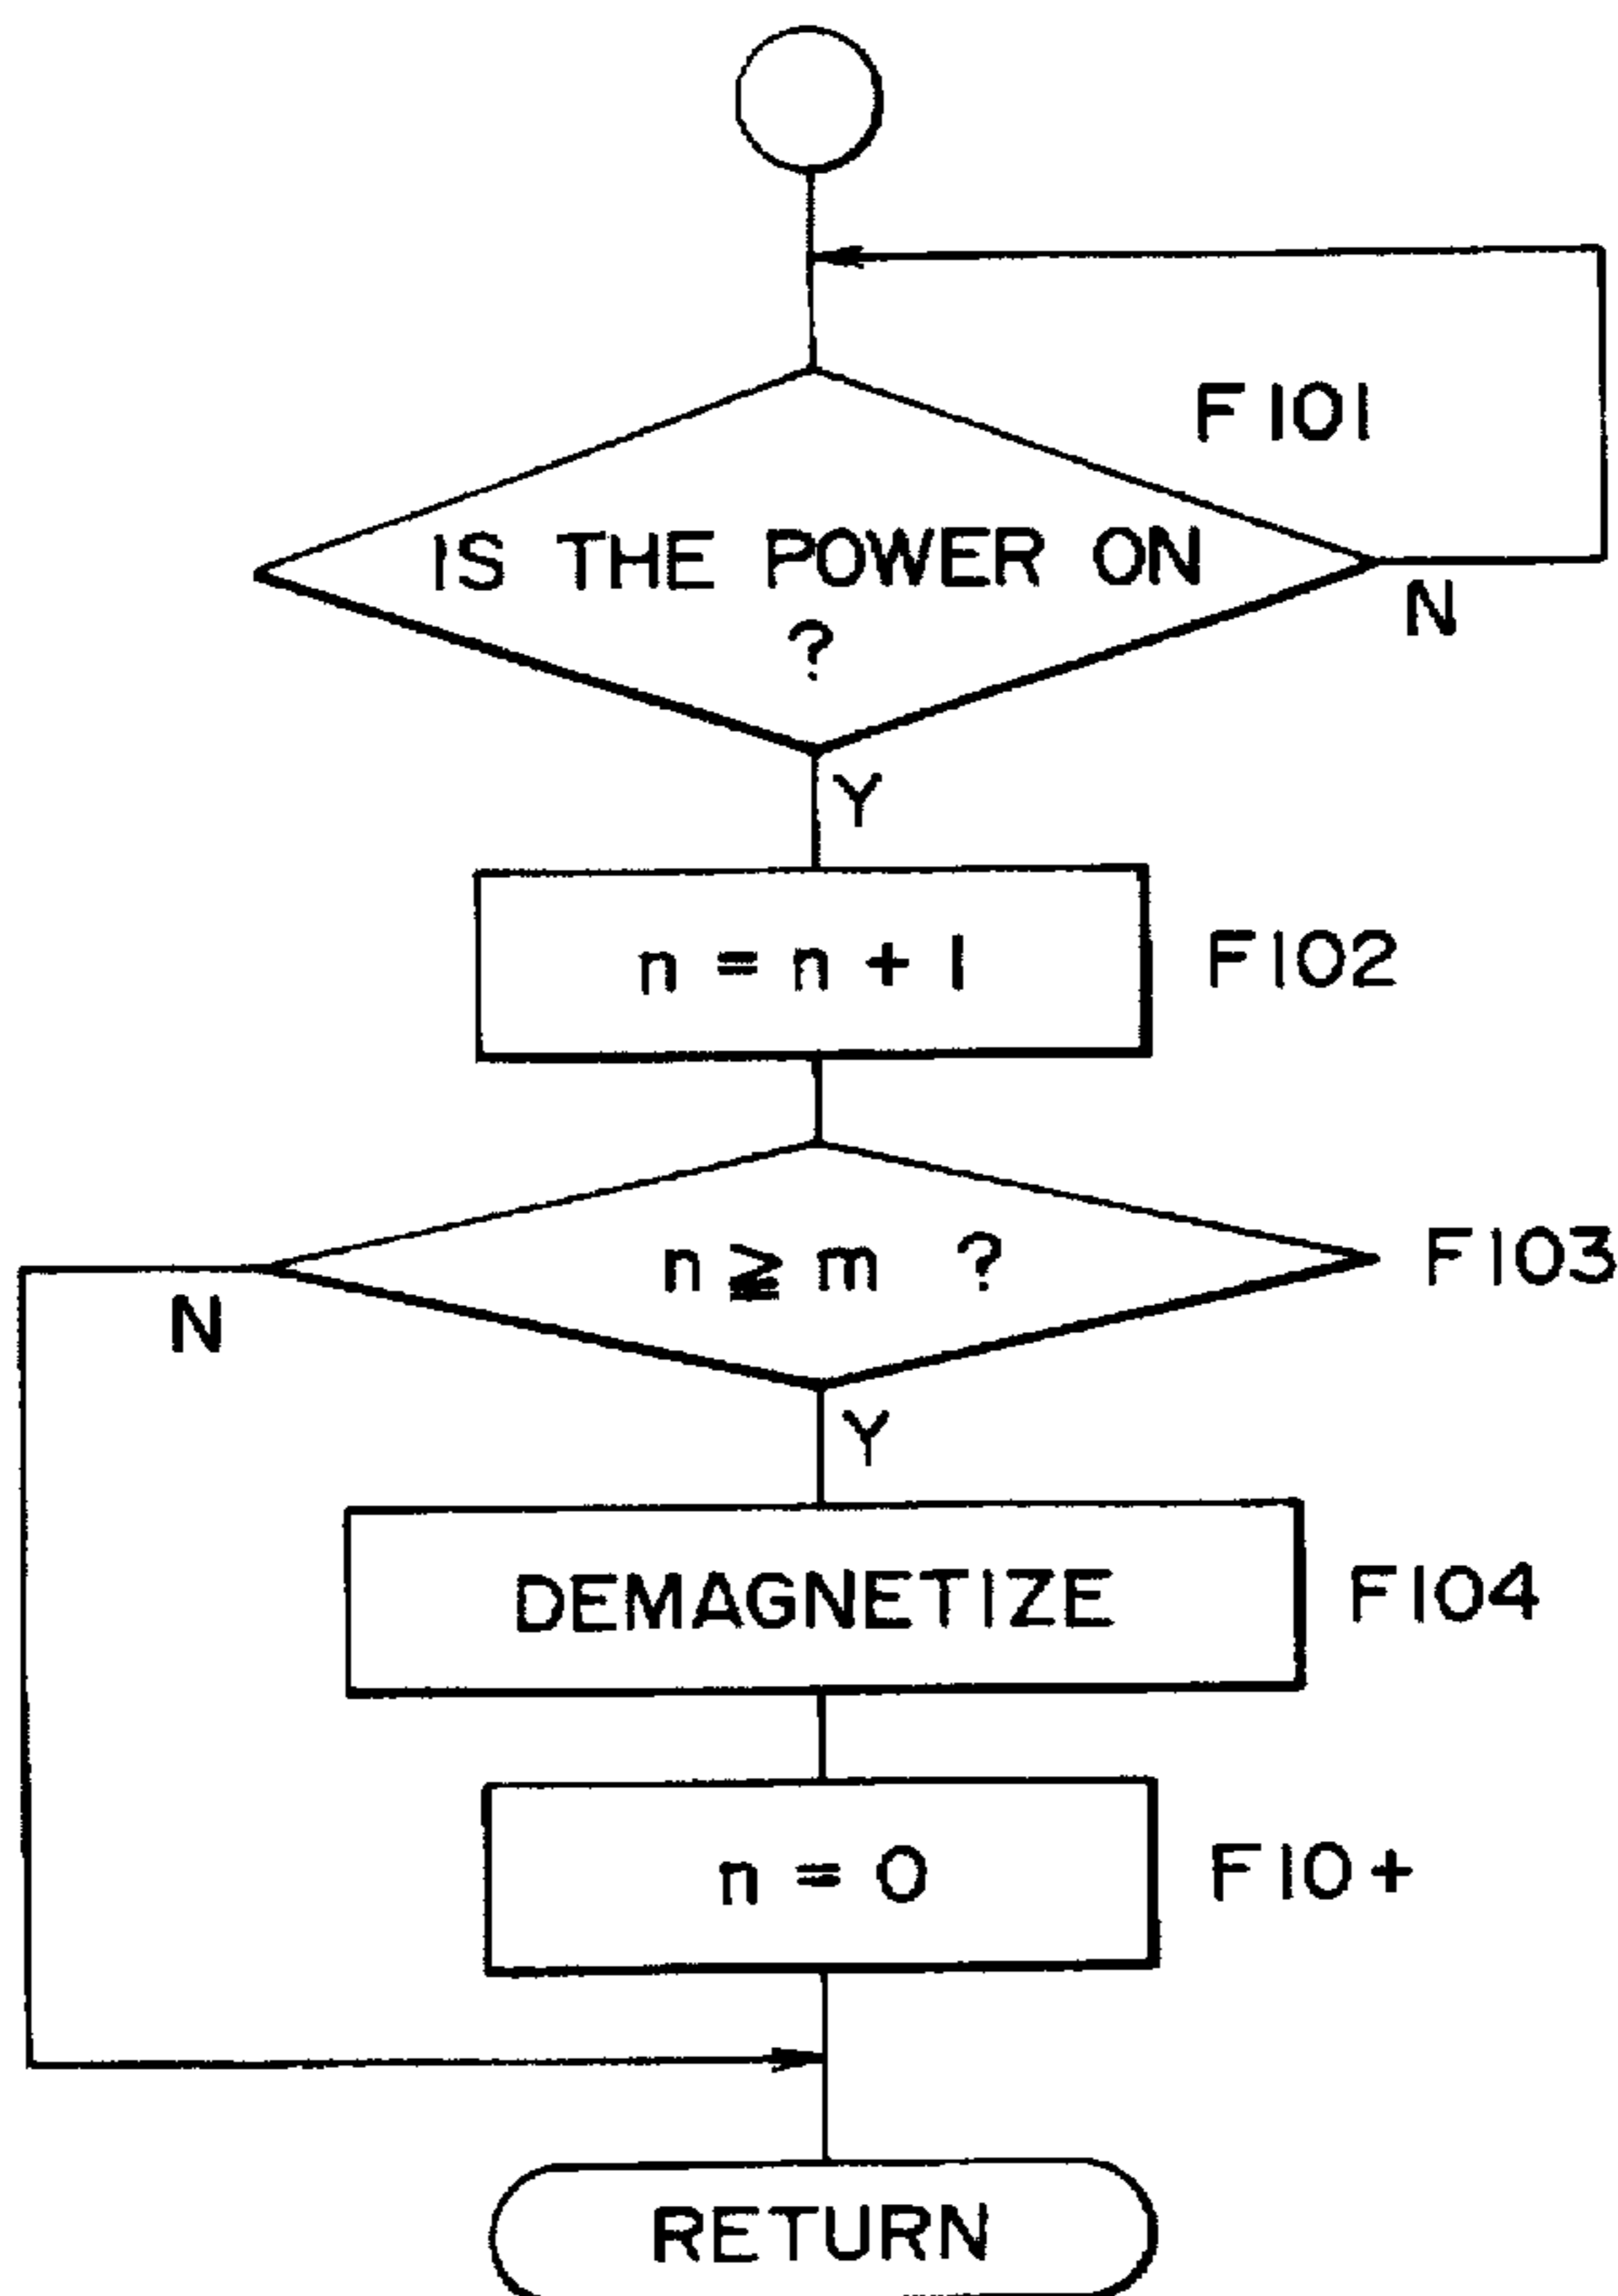 F101
IS THE POWER ON
?
N
Y
n = n + 1
F102
n ≧ m ?
F103
N
Y
DEMAGNETIZE
F104
n = 0
F10+
RETURN